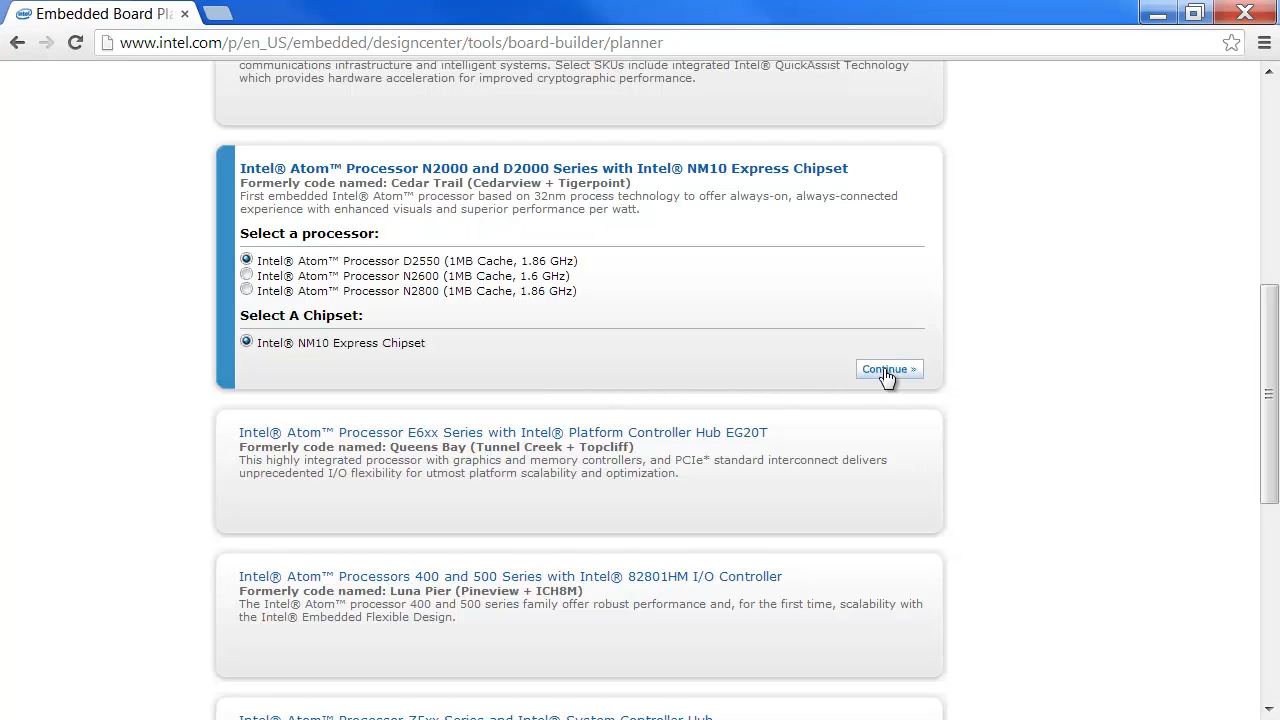 Embedded Board Pl
www.intel.com/p/en_US/embedded/designcenter/tools/board-builder/planner
communications infrastructure and intelligent systems. Select SKUs include integrated Intel® QuickAssist Technology
which provides hardware acceleration for improved cryptographic performance.
Intel® Atom™ Processor N2000 and D2000 Series with Intel® NM10 Express Chipset
Formerly code named: Cedar Trail (Cedarview + Tigerpoint)
First embedded Intel® Atom™ processor based on 32nm process technology to offer always-on, always-connected
experience with enhanced visuals and superior performance per watt.
Select a processor:
Intel® Atom™ Processor D2550 (1MB Cache, 1.86 GHz)
Intel® Atom™ Processor N2600 (1MB Cache, 1.6 GHz)
Intel® Atom™ Processor N2800 (1MB Cache, 1.86 GHz)
Select A Chipset:
Intel® NM10 Express Chipset
Continue »
Intel® Atom™ Processor E6xx Series with Intel® Platform Controller Hub EG20T
Formerly code named: Queens Bay (Tunnel Creek + Topcliff)
This highly integrated processor with graphics and memory controllers, and PCIe* standard interconnect delivers
unprecedented I/O flexibility for utmost platform scalability and optimization.
Intel® Atom™ Processors 400 and 500 Series with Intel® 82801HM I/O Controller
Formerly code named: Luna Pier (Pineview + ICH8M)
The Intel® Atom™ processor 400 and 500 series family offer robust performance and, for the first time, scalability with
the Intel® Embedded Flexible Design.
Intel® Atom™ Processor Z5xx Series and Intel® System Controller Hub